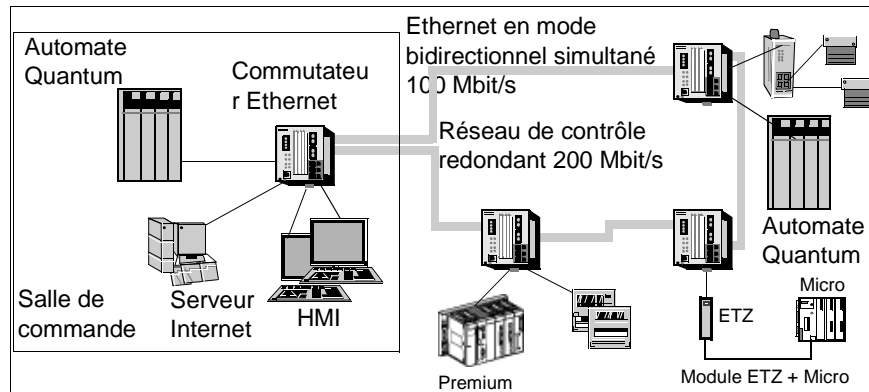 Automate
Quantum
Commutateu
r Ethernet
Ethernet en mode
bidirectionnel simultané
100 Mbit/s
Réseau de contrôle
redondant 200 Mbit/s
Automate
Quantum
Salle de
commande
Serveur
Internet
HMI
Premium
ETZ
Micro
Module ETZ + Micro